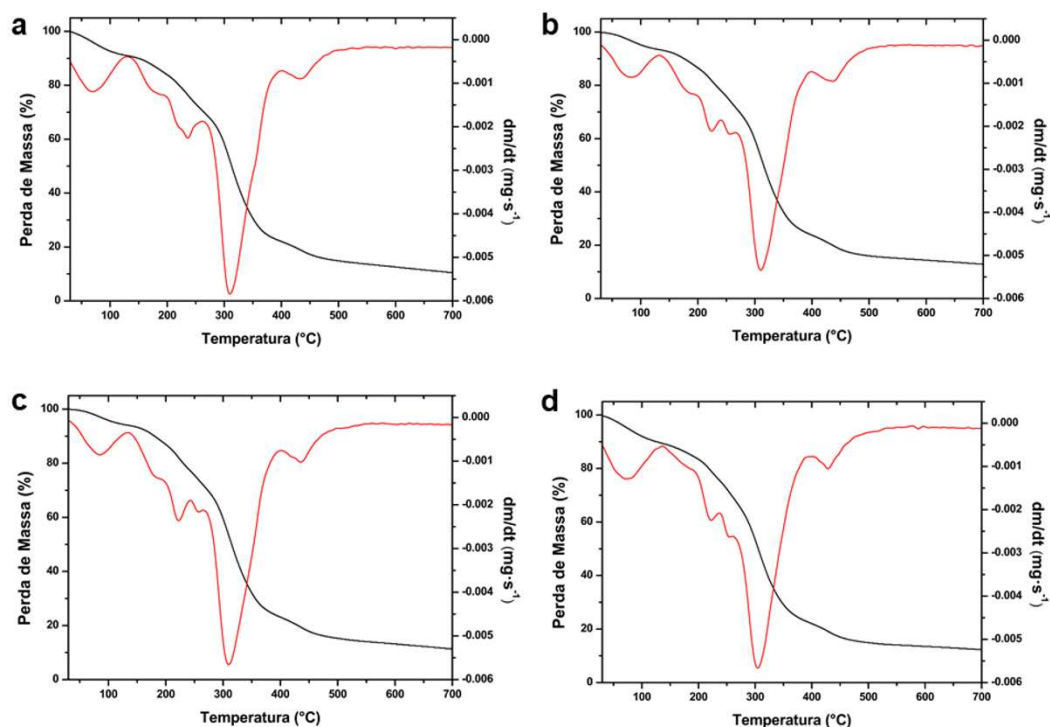 a
100
80
60
40
20
0
Perda de Massa (%)
0.000
-0.001
-0.002
-0.003
-0.004
-0.005
-0.006
dm/dt (mg·s⁻¹)
100 200 300 400 500 600 700
Temperatura (°C)
b
100
90
80
70
60
50
40
30
20
10
0
Perda de Massa (%)
0.000
-0.001
-0.002
-0.003
-0.004
-0.005
-0.006
dm/dt (mg·s⁻¹)
100 200 300 400 500 600 700
Temperatura (°C)
c
100
80
60
40
20
0
Perda de Massa (%)
0.000
-0.001
-0.002
-0.003
-0.004
-0.005
-0.006
dm/dt (mg·s⁻¹)
100 200 300 400 500 600 700
Temperatura (°C)
d
100
80
60
40
20
0
Perda de Massa (%)
0.000
-0.001
-0.002
-0.003
-0.004
-0.005
-0.006
dm/dt (mg·s⁻¹)
100 200 300 400 500 600 700
Temperatura (°C)